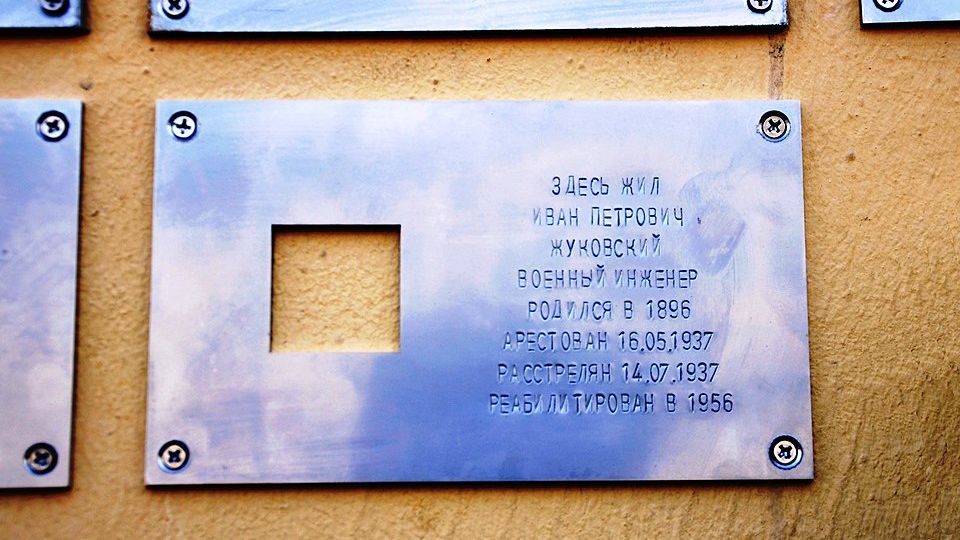 ЗДЕСЬ ЖИЛ
ИВАН ПЕТРОВИЧ
ЖУКОВСКИЙ
ВОЕННЫЙ ИНЖЕНЕР
РОДИЛСЯ В 1896
АРЕСТОВАН 16.05.1937
РАССТРЕЛЯН 14.07.1937
РЕАБИЛИТИРОВАН В 1956